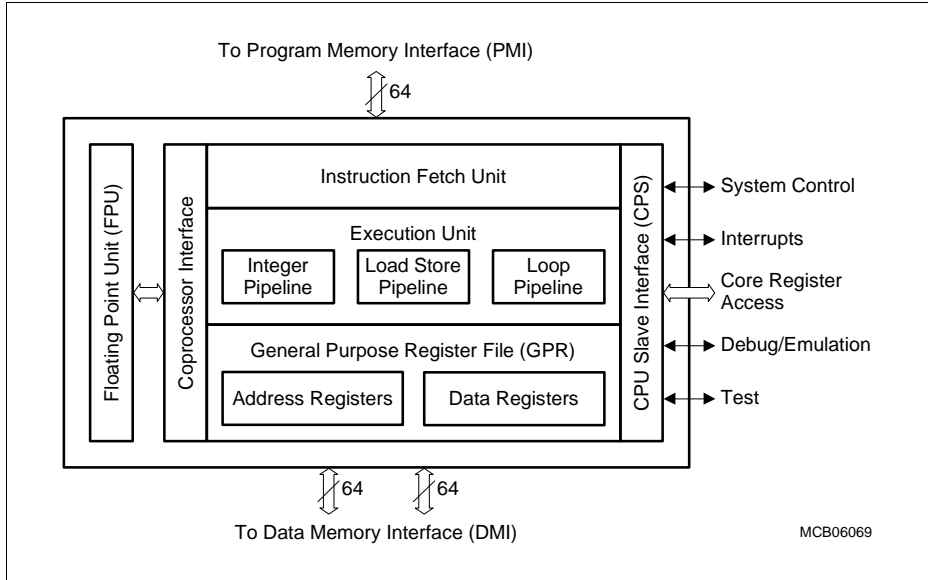 To Program Memory Interface (PMI)
64
Floating Point Unit (FPU)
Coprocessor Interface
Instruction Fetch Unit
Execution Unit
Integer
Pipeline
Load Store
Pipeline
Loop
Pipeline
General Purpose Register File (GPR)
Address Registers
Data Registers
CPU Slave Interface (CPS)
System Control
Interrupts
Core Register
Access
Debug/Emulation
Test
64
64
To Data Memory Interface (DMI)
MCB06069